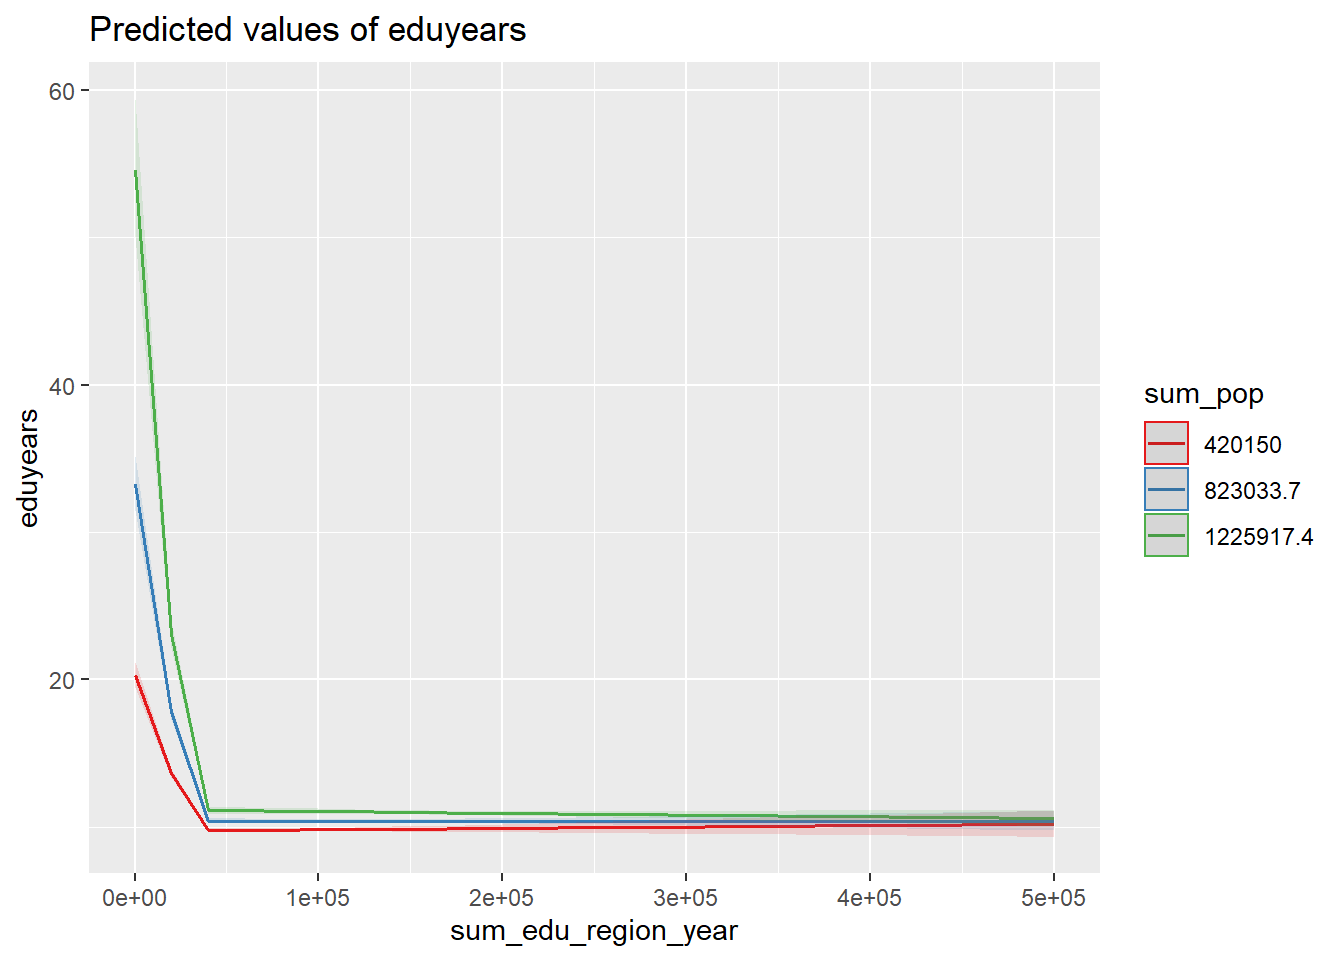 Predicted values of eduyears
60
40
20
eduyears
0e+00
1e+05
2e+05
3e+05
4e+05
5e+05
sum_edu_region_year
sum_pop
420150
823033.7
1225917.4